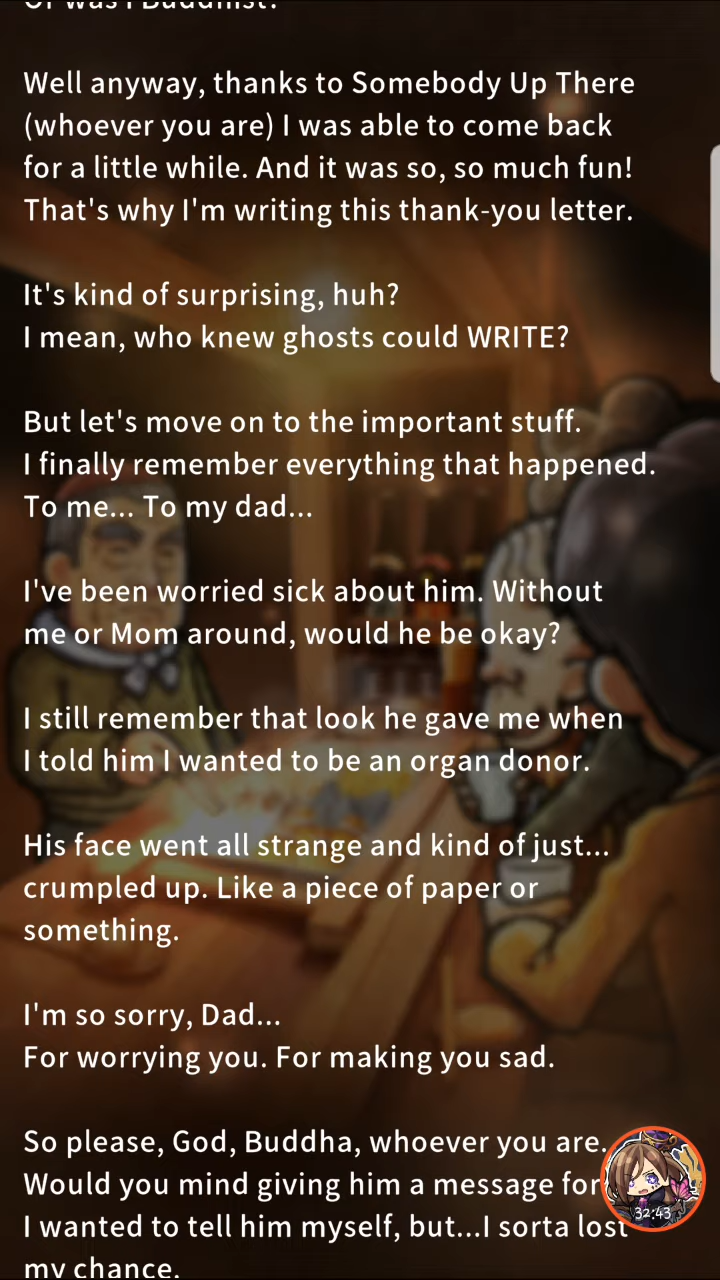 Or was I Buddhist?
Well anyway, thanks to Somebody Up There
(whoever you are) I was able to come back
for a little while. And it was so, so much fun!
That's why I'm writing this thank-you letter.
It's kind of surprising, huh?
I mean, who knew ghosts could WRITE?
But let's move on to the important stuff.
I finally remember everything that happened.
To me... To my dad...
I've been worried sick about him. Without
me or Mom around, would he be okay?
I still remember that look he gave me when
I told him I wanted to be an organ donor.
His face went all strange and kind of just...
crumpled up. Like a piece of paper or
something.
I'm so sorry, Dad...
For worrying you. For making you sad.
So please, God, Buddha, whoever you are.
Would you mind giving him a message for
I wanted to tell him myself, but...I sorta lost
my chance.
32:43